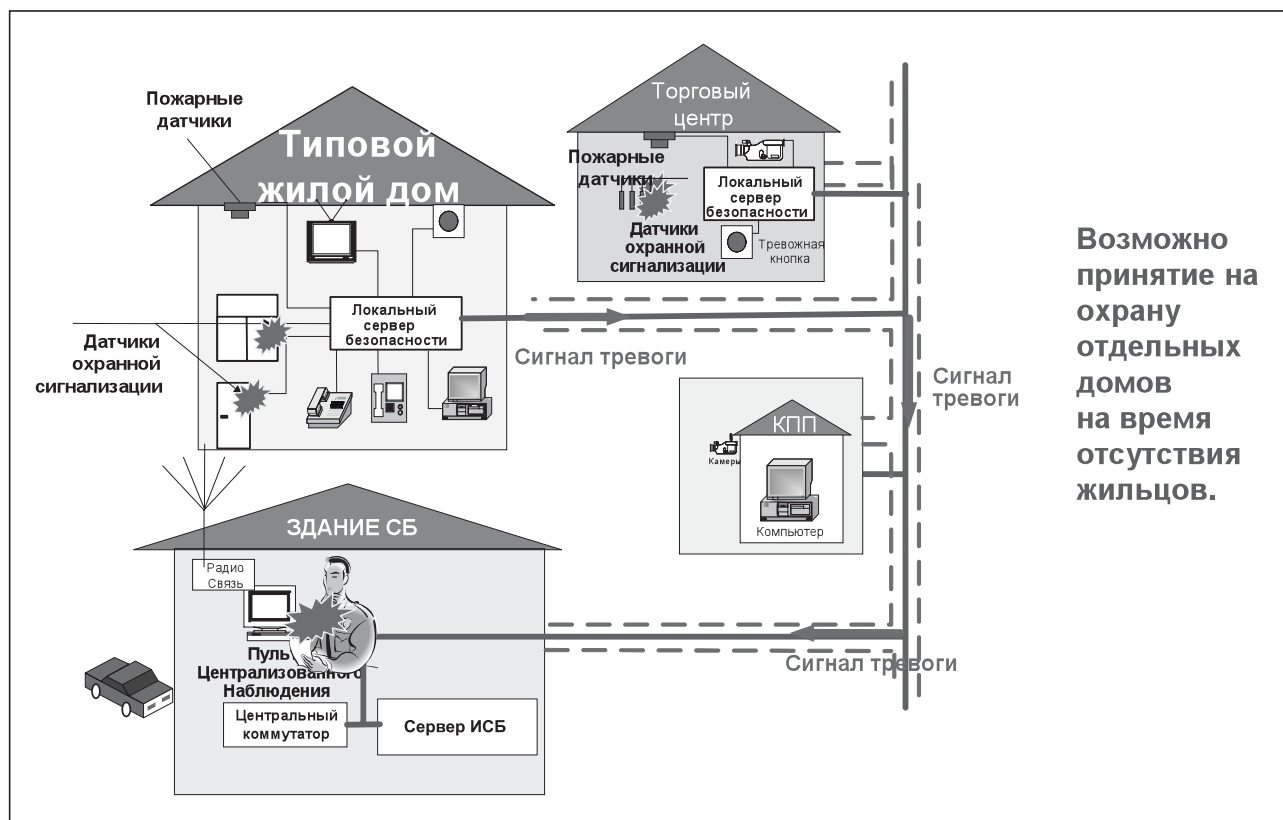 Пожарные
датчики
Типовой
жилой дом
Локальный
сервер
безопасности
Датчики
охранной
сигнализации
Торговый
центр
Пожарные
датчики
Локальный
сервер
безопасности
Датчики
охранной
сигнализации
Тревожная
кнопка
Сигнал тревоги
Сигнал
тревоги
КПП
Камеры
Компьютер
Возможно
принятие на
охрану
отдельных
домов
на время
отсутствия
жильцов.
ЗДАНИЕ СБ
Радио
Связь
Пульт
Централизованного
Наблюдения
Центральный
коммутатор
Сервер ИСБ
Сигнал тревоги